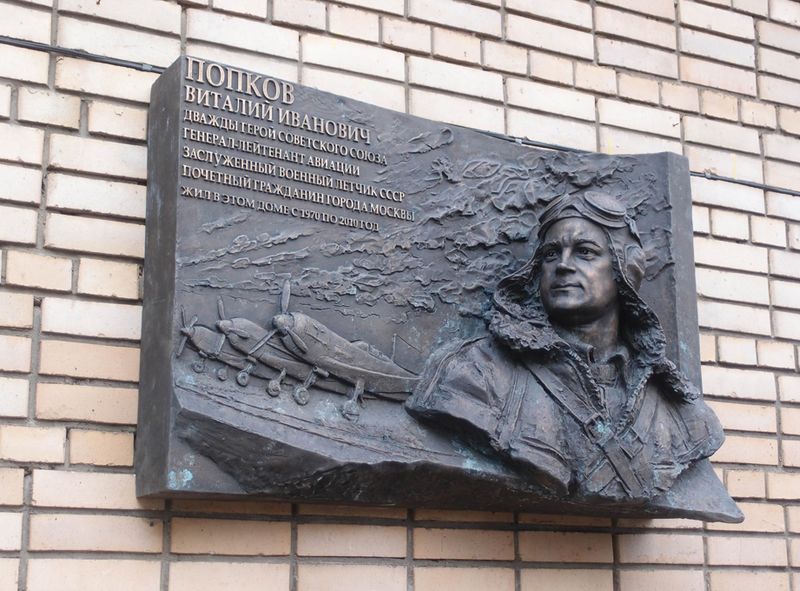 ПОПКОВ
ВИТАЛИЙ ИВАНОВИЧ
ДВАЖДЫ ГЕРОЙ СОВЕТСКОГО СОЮЗА
ГЕНЕРАЛ-ЛЕЙТЕНАНТ АВИАЦИИ
ЗАСЛУЖЕННЫЙ ВОЕННЫЙ ЛЕТЧИК СССР
ПОЧЕТНЫЙ ГРАЖДАНИН ГОРОДА МОСКВЫ
ЖИЛ В ЭТОМ ДОМЕ С 1970 ПО 2010 ГОД